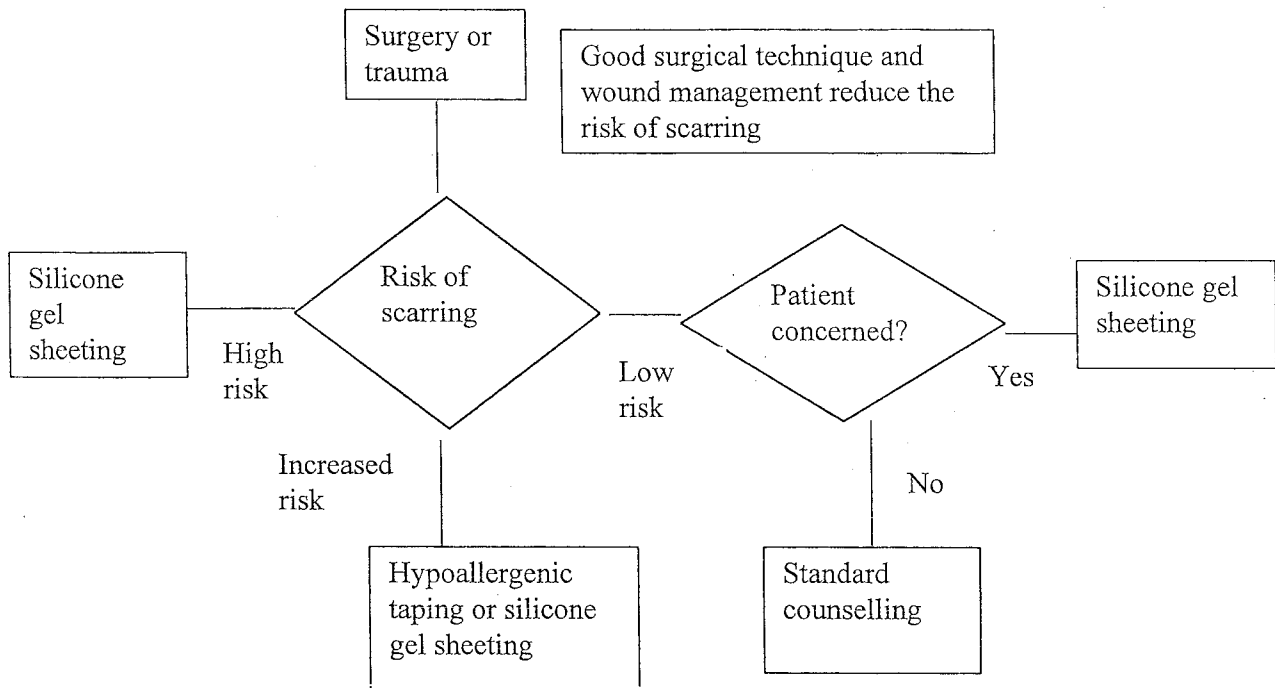 Surgery or
trauma
Good surgical technique and
wound management reduce the
risk of scarring
Silicone
gel
sheeting
High
risk
Risk of
scarring
Low
risk
Patient
concerned?
Yes
Silicone gel
sheeting
Increased
risk
No
Hypoallergenic
taping or silicone
gel sheeting
Standard
counselling